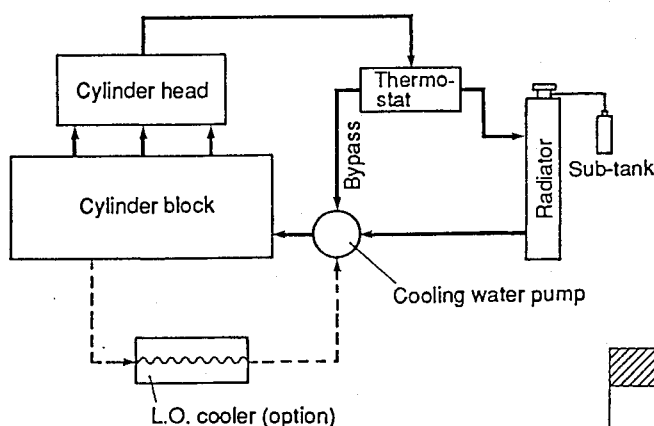 Cylinder head
Thermo-
stat
Bypass
Radiator
Sub-tank
Cylinder block
Cooling water pump
L.O. cooler (option)